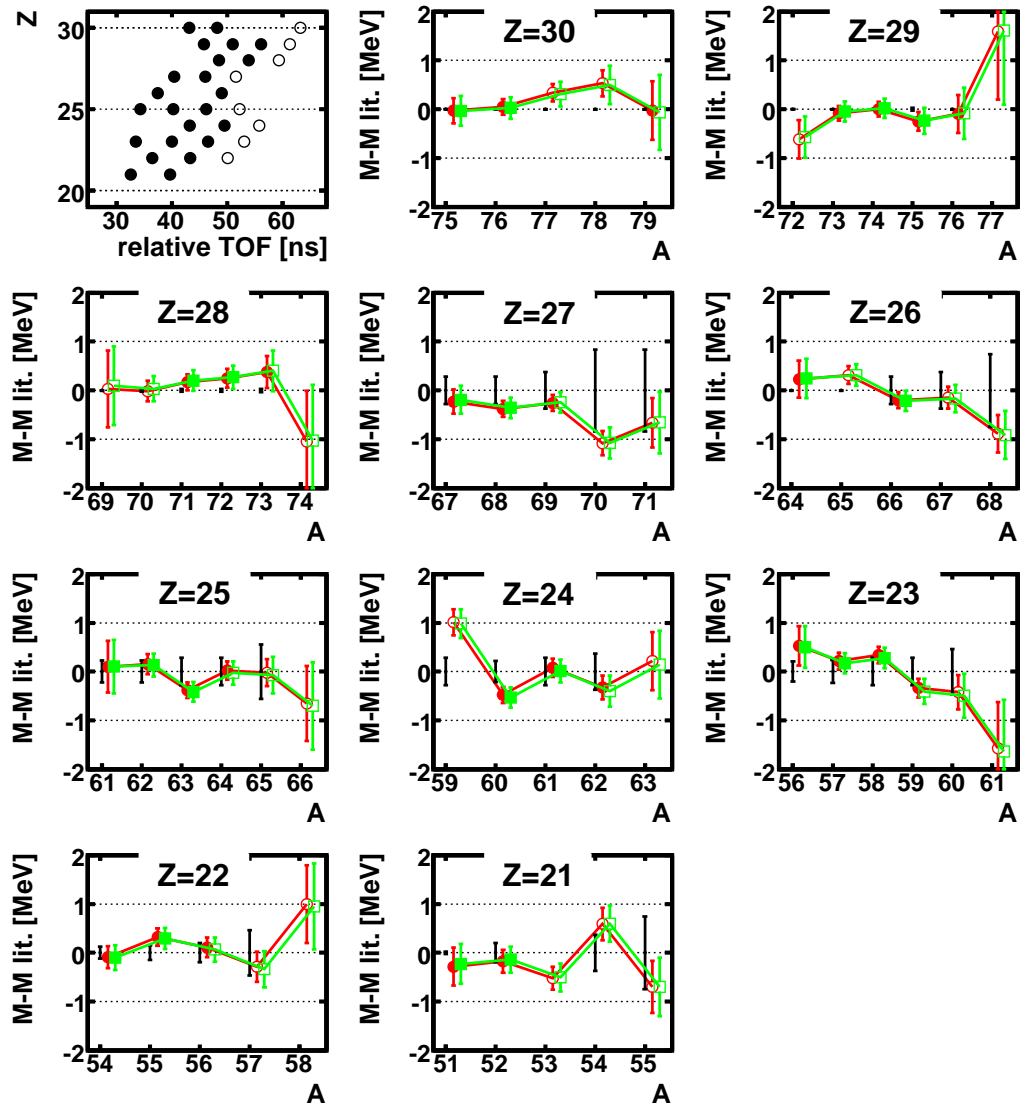 Z
30
25
20
30 40 50 60
relative TOF [ns]
M-M lit. [MeV]
Z=30
2
1
0
-1
-2
75 76 77 78 79
A
M-M lit. [MeV]
Z=29
2
1
0
-1
-2
72 73 74 75 76 77
A
M-M lit. [MeV]
Z=28
2
1
0
-1
-2
69 70 71 72 73 74
A
M-M lit. [MeV]
Z=27
2
1
0
-1
-2
67 68 69 70 71
A
M-M lit. [MeV]
Z=26
2
1
0
-1
-2
64 65 66 67 68
A
M-M lit. [MeV]
Z=25
2
1
0
-1
-2
61 62 63 64 65 66
A
M-M lit. [MeV]
Z=24
2
1
0
-1
-2
59 60 61 62 63
A
M-M lit. [MeV]
Z=23
2
1
0
-1
-2
56 57 58 59 60 61
A
M-M lit. [MeV]
Z=22
2
1
0
-1
-2
54 55 56 57 58
A
M-M lit. [MeV]
Z=21
2
1
0
-1
-2
51 52 53 54 55
A